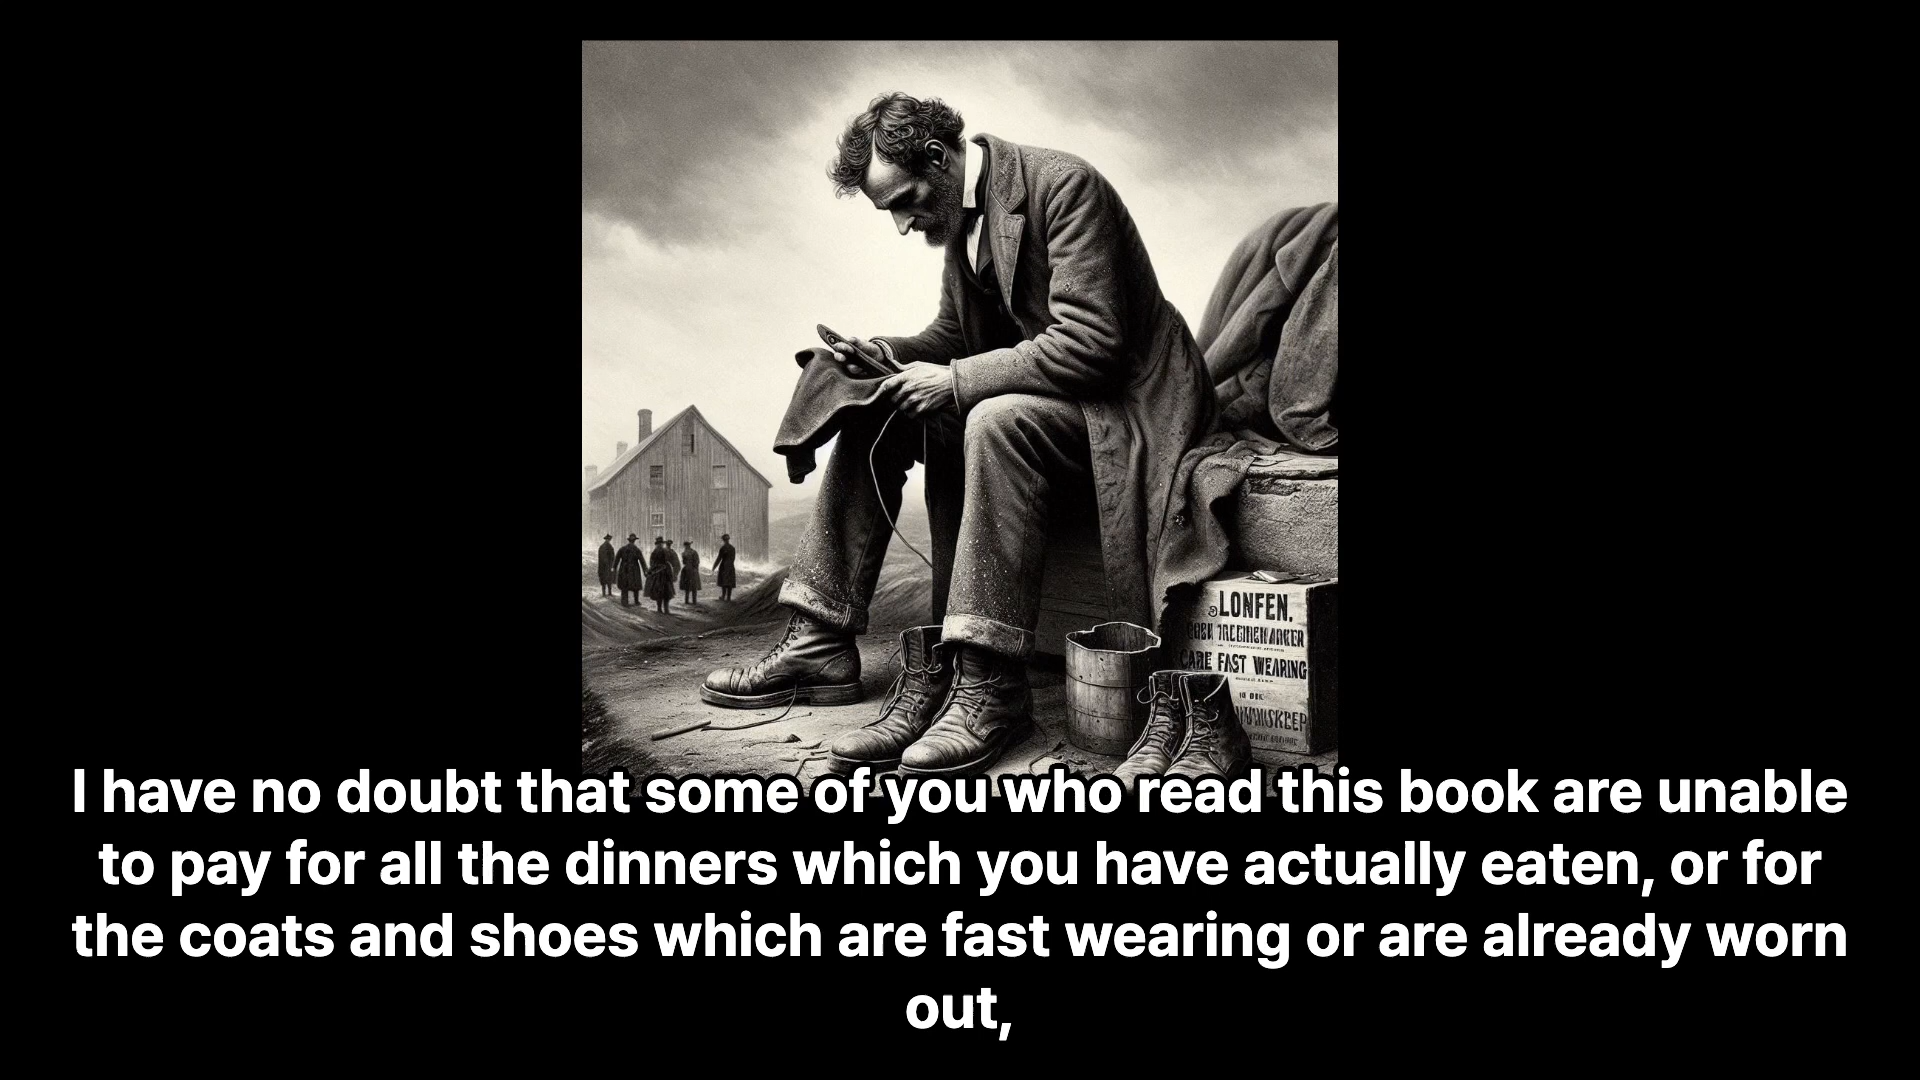 LONFEN.
CARE FAST WEARING
I have no doubt that some of you who read this book are unable
to pay for all the dinners which you have actually eaten, or for
the coats and shoes which are fast wearing or are already worn
out,